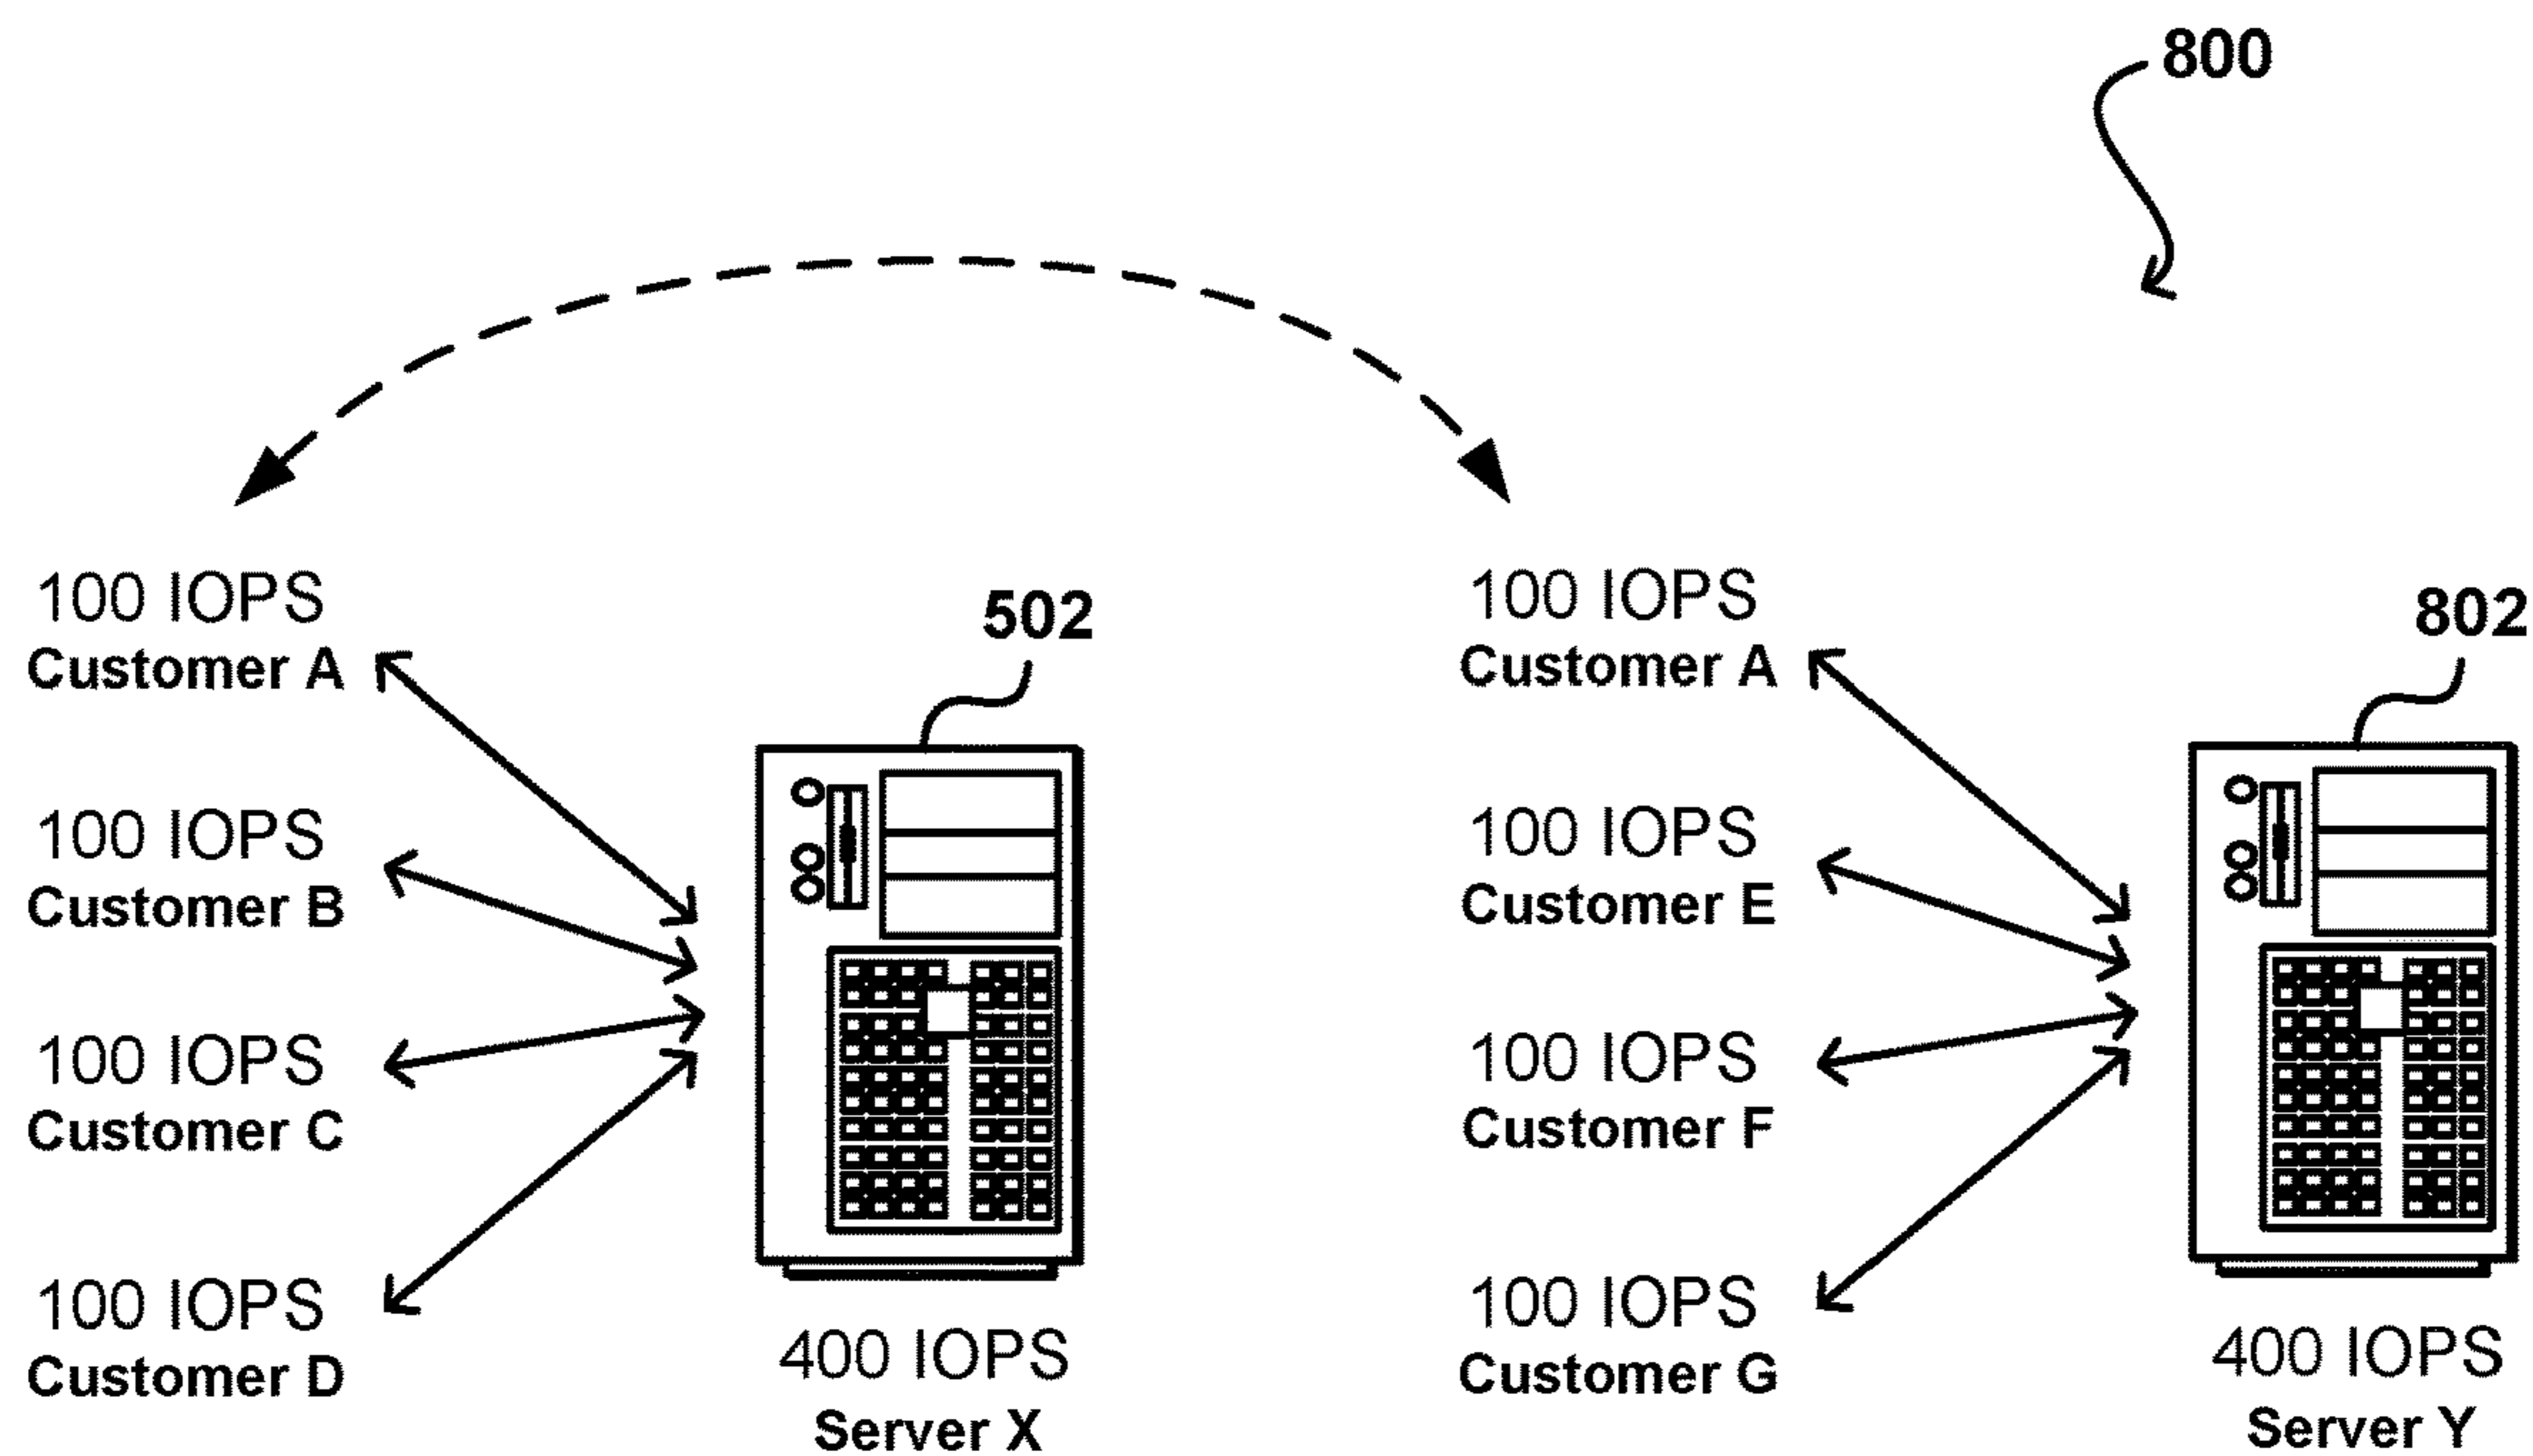 800
100 IOPS
Customer A
502
100 IOPS
Customer B
100 IOPS
Customer C
100 IOPS
Customer D
400 IOPS
Server X
100 IOPS
Customer A
802
100 IOPS
Customer E
100 IOPS
Customer F
100 IOPS
Customer G
400 IOPS
Server Y